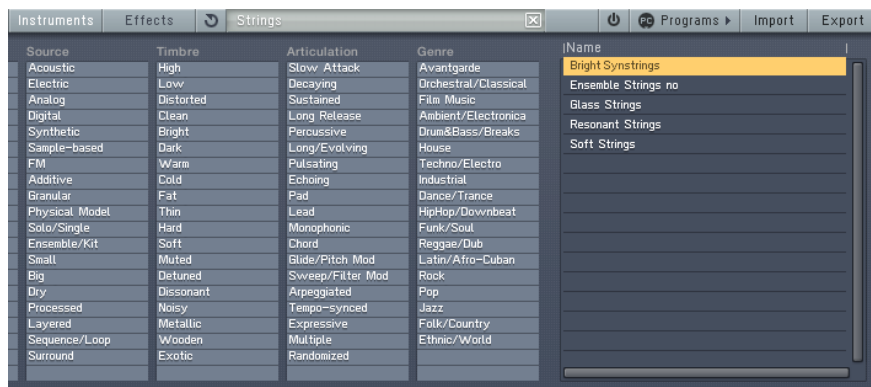 Instruments Effects Strings PC Programs Import Export
Source Timbre Articulation Genre Name
Acoustic High Slow Attack Avantgarde Bright Synstrings
Electric Low Decaying Orchestral/Classical Ensemble Strings no
Analog Distorted Sustained Film Music Glass Strings
Digital Clean Long Release Ambient/Electronica Resonant Strings
Synthetic Bright Percussive Drum&Bass/Breaks Soft Strings
Sample-based Dark Long/Evolving House
FM Warm Pulsating Techno/Electro
Additive Cold Echoing Industrial
Granular Fat Pad Dance/Trance
Physical Model Thin Lead HipHop/Downbeat
Solo/Single Hard Monophonic Funk/Soul
Ensemble/Kit Soft Chord Reggae/Dub
Small Muted Glide/Pitch Mod Latin/Afro-Cuban
Big Detuned Sweep/Filter Mod Rock
Dry Dissonant Arpeggiated Pop
Processed Noisy Tempo-synced Jazz
Layered Metallic Expressive Folk/Country
Sequence/Loop Wooden Multiple Ethnic/World
Surround Exotic Randomized